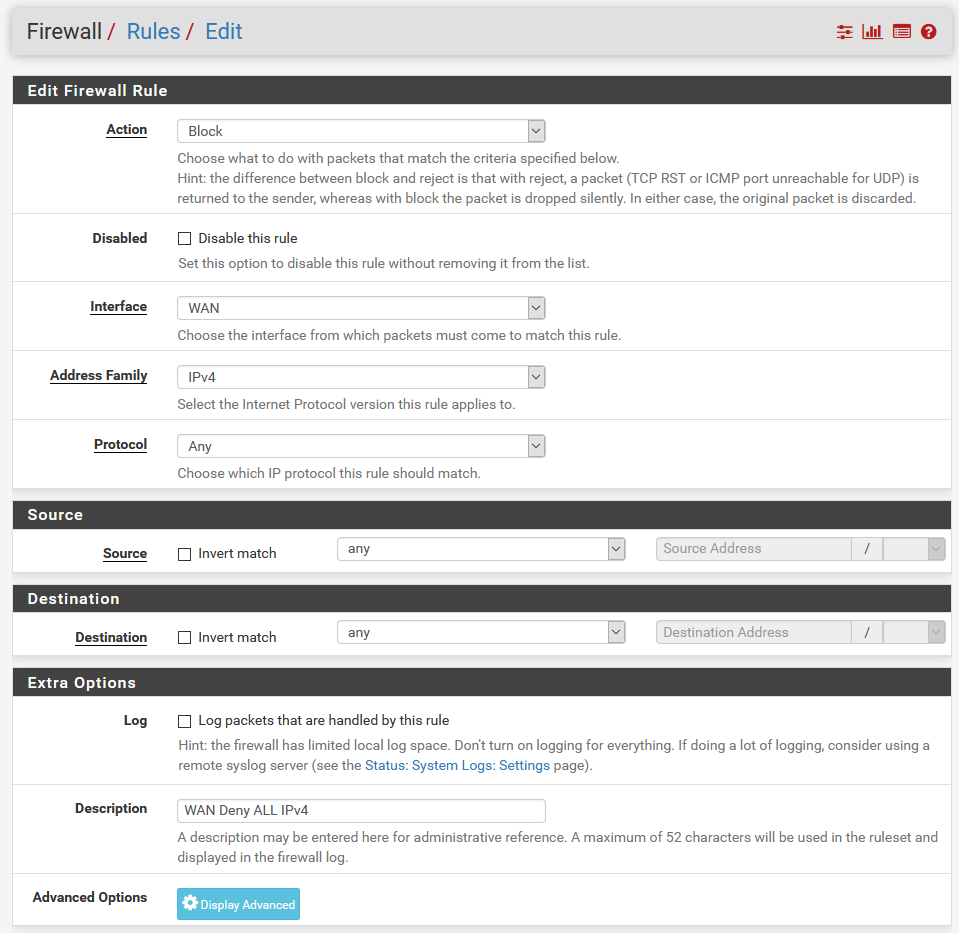 Firewall / Rules / Edit
Edit Firewall Rule
Action
Block
Choose what to do with packets that match the criteria specified below.
Hint: the difference between block and reject is that with reject, a packet (TCP RST or ICMP port unreachable for UDP) is
returned to the sender, whereas with block the packet is dropped silently. In either case, the original packet is discarded.
Disabled
Disable this rule
Set this option to disable this rule without removing it from the list.
Interface
WAN
Choose the interface from which packets must come to match this rule.
Address Family
IPv4
Select the Internet Protocol version this rule applies to.
Protocol
Any
Choose which IP protocol this rule should match.
Source
Source Invert match any Source Address /
Destination
Destination Invert match any Destination Address /
Extra Options
Log
Log packets that are handled by this rule
Hint: the firewall has limited local log space. Don't turn on logging for everything. If doing a lot of logging, consider using a
remote syslog server (see the Status: System Logs: Settings page).
Description
WAN Deny ALL IPv4
A description may be entered here for administrative reference. A maximum of 52 characters will be used in the ruleset and
displayed in the firewall log.
Advanced Options
Display Advanced